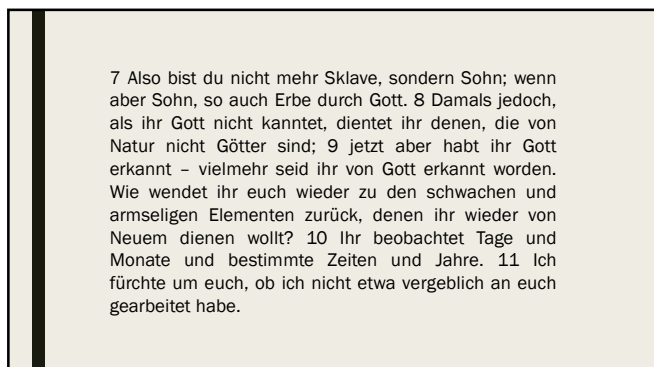 7 Also bist du nicht mehr Sklave, sondern Sohn; wenn
aber Sohn, so auch Erbe durch Gott. 8 Damals jedoch,
als ihr Gott nicht kanntet, dientet ihr denen, die von
Natur nicht Götter sind; 9 jetzt aber habt ihr Gott
erkannt – vielmehr seid ihr von Gott erkannt worden.
Wie wendet ihr euch wieder zu den schwachen und
armseligen Elementen zurück, denen ihr wieder von
Neuem dienen wollt? 10 Ihr beobachtet Tage und
Monate und bestimmte Zeiten und Jahre. 11 Ich
fürchte um euch, ob ich nicht etwa vergeblich an euch
gearbeitet habe.